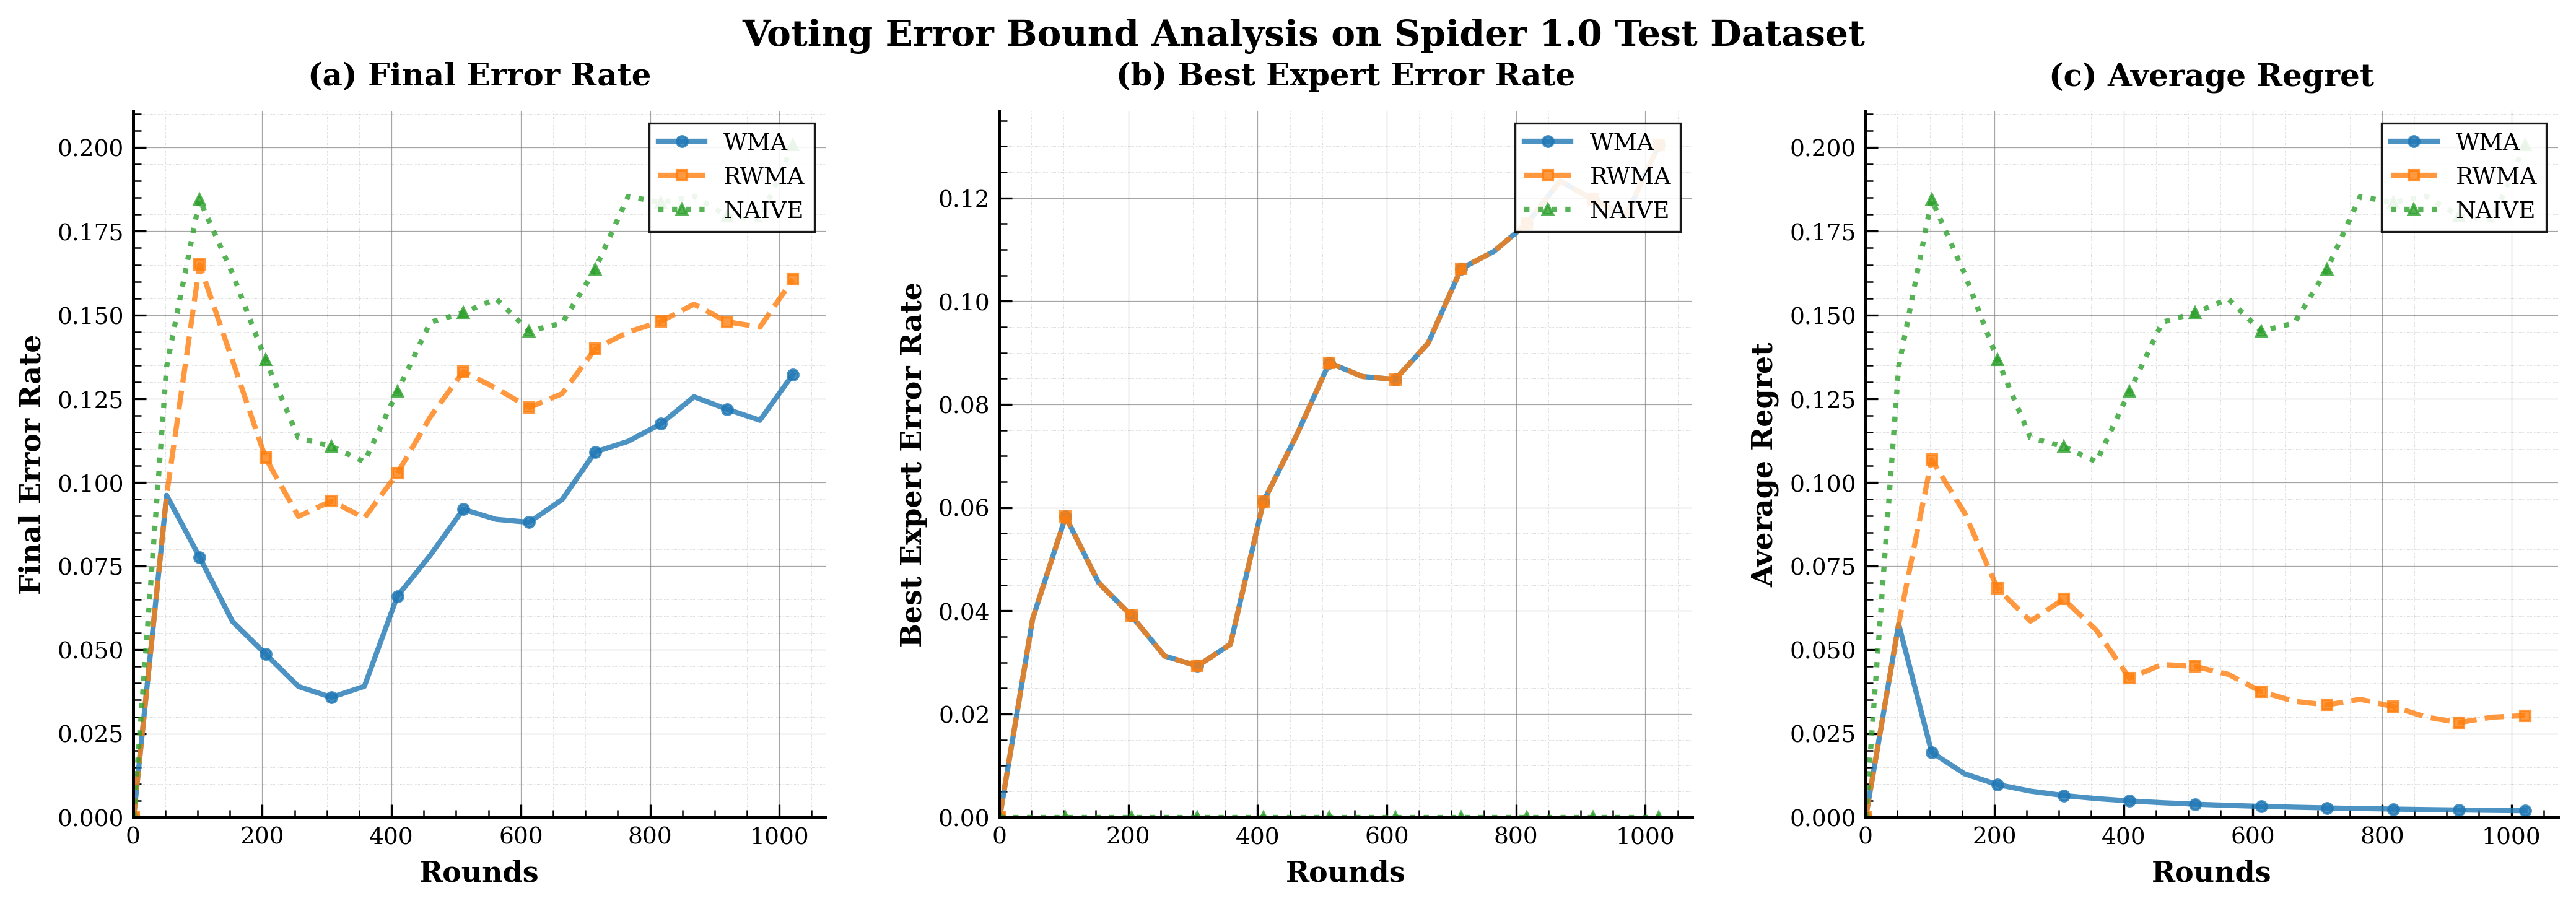 Voting Error Bound Analysis on Spider 1.0 Test Dataset
(a) Final Error Rate
Final Error Rate
0.200
0.175
0.150
0.125
0.100
0.075
0.050
0.025
0.000
0 200 400 600 800 1000
Rounds
WMA
RWMA
NAIVE
(b) Best Expert Error Rate
Best Expert Error Rate
0.12
0.10
0.08
0.06
0.04
0.02
0.00
0 200 400 600 800 1000
Rounds
WMA
RWMA
NAIVE
(c) Average Regret
Average Regret
0.200
0.175
0.150
0.125
0.100
0.075
0.050
0.025
0.000
0 200 400 600 800 1000
Rounds
WMA
RWMA
NAIVE